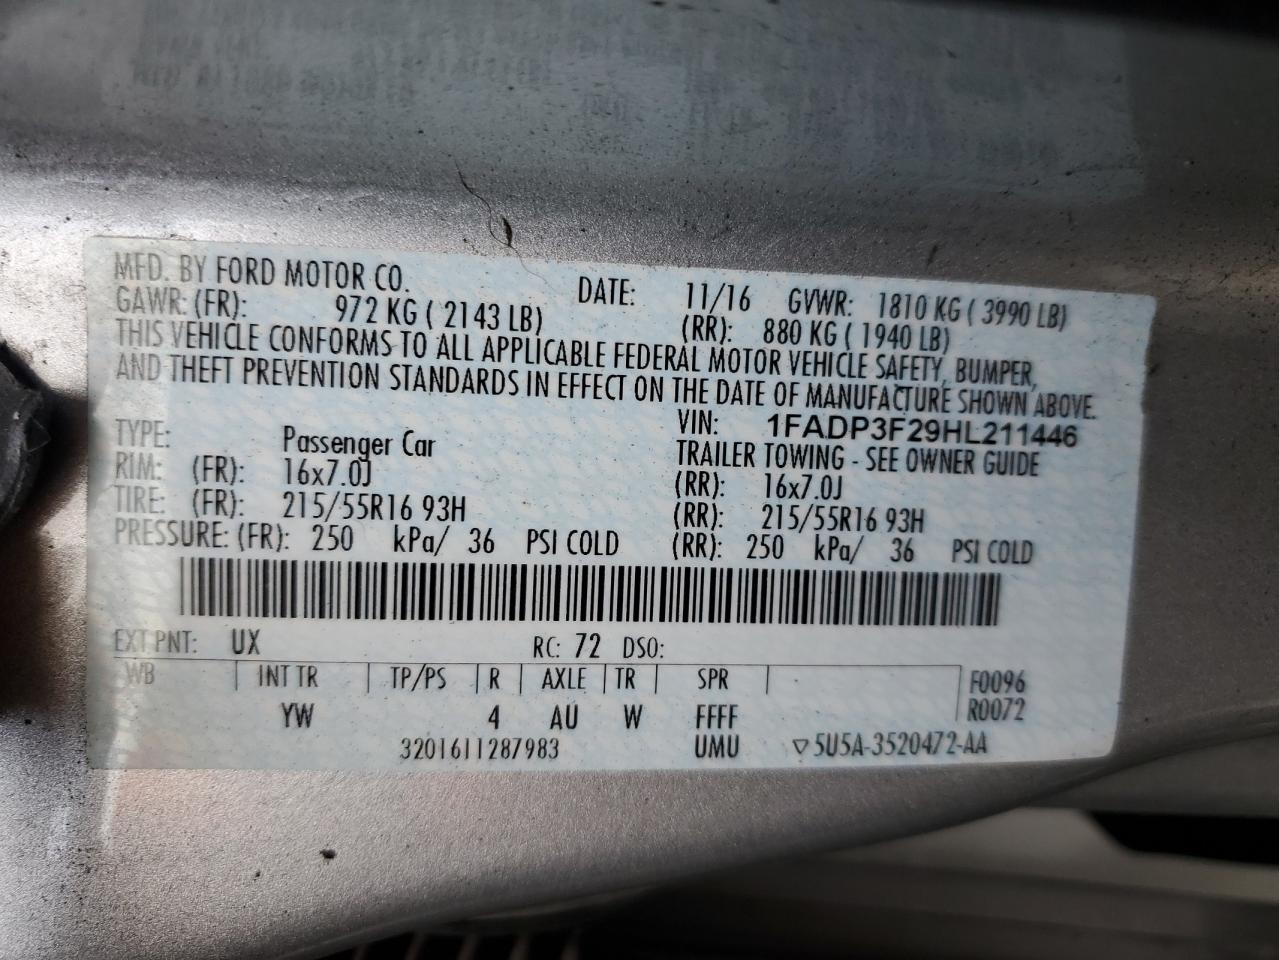 MFD. BY FORD MOTOR CO. DATE: 11/16 GVWR: 1810 KG ( 3990 LB)
GAWR: (FR): 972 KG ( 2143 LB) (RR): 880 KG ( 1940 LB)
THIS VEHICLE CONFORMS TO ALL APPLICABLE FEDERAL MOTOR VEHICLE SAFETY, BUMPER,
AND THEFT PREVENTION STANDARDS IN EFFECT ON THE DATE OF MANUFACTURE SHOWN ABOVE.
VIN: 1FADP3F29HL211446
TYPE: Passenger Car TRAILER TOWING - SEE OWNER GUIDE
RIM: (FR): 16x7.0J (RR): 16x7.0J
TIRE: (FR): 215/55R16 93H (RR): 215/55R16 93H
PRESSURE: (FR): 250 kPa/ 36 PSI COLD (RR): 250 kPa/ 36 PSI COLD
EXT PNT: UX RC: 72 DSO:
WB INT TR TP/PS R AXLE TR SPR F0096
YW 4 AU W FFFF R0072
3201611287983 UMU ▽5U5A-3520472-AA